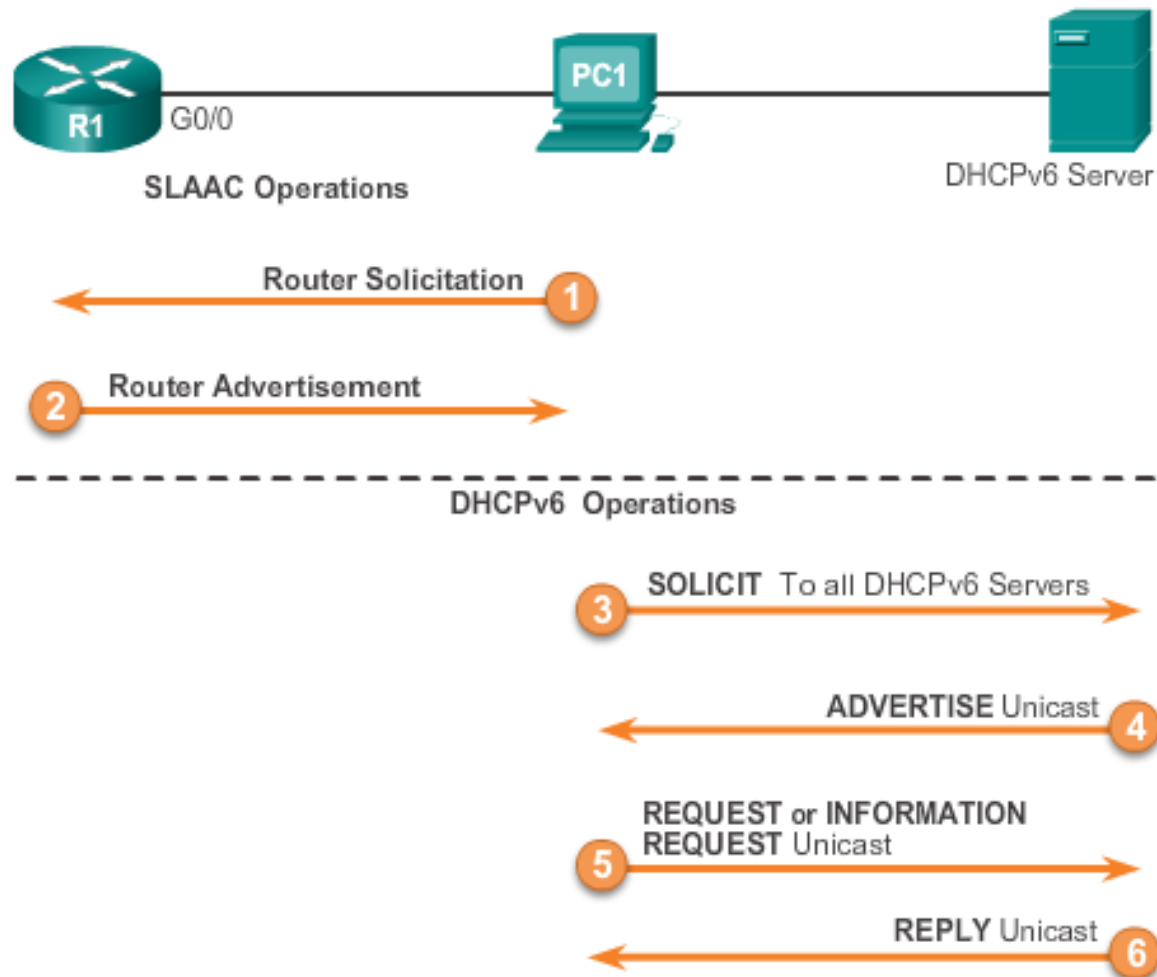 PC1
R1
G0/0
DHCPv6 Server
SLAAC Operations
Router Solicitation
1
Router Advertisement
2
DHCPv6 Operations
SOLICIT To all DHCPv6 Servers
3
ADVERTISE Unicast
4
REQUEST or INFORMATION
REQUEST Unicast
5
REPLY Unicast
6